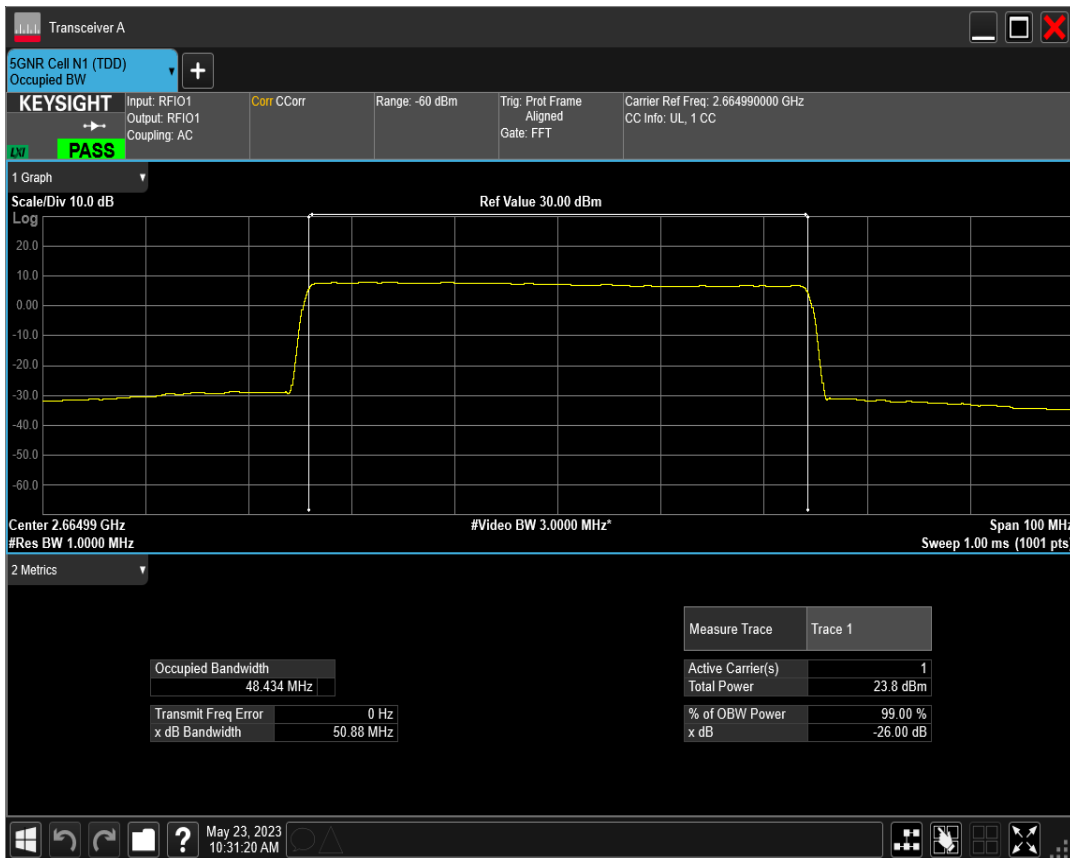 Transceiver A
5GNR Cell N1 (TDD)
Occupied BW
+
KEYSIGHT
LXI
PASS
Input: RFIO1
Output: RFIO1
Coupling: AC
Corr CCorr
Range: -60 dBm
Trig: Prot Frame
Aligned
Gate: FFT
Carrier Ref Freq: 2.664990000 GHz
CC Info: UL, 1 CC
1 Graph
Scale/Div 10.0 dB
Ref Value 30.00 dBm
Log
20.0
10.0
0.00
-10.0
-20.0
-30.0
-40.0
-50.0
-60.0
Center 2.66499 GHz
#Video BW 3.0000 MHz*
Span 100 MHz
#Res BW 1.0000 MHz
Sweep 1.00 ms (1001 pts)
2 Metrics
Measure Trace Trace 1
Occupied Bandwidth
48.434 MHz
Active Carrier(s) 1
Total Power 23.8 dBm
Transmit Freq Error 0 Hz
x dB Bandwidth 50.88 MHz
% of OBW Power 99.00 %
x dB -26.00 dB
?
May 23, 2023
10:31:20 AM